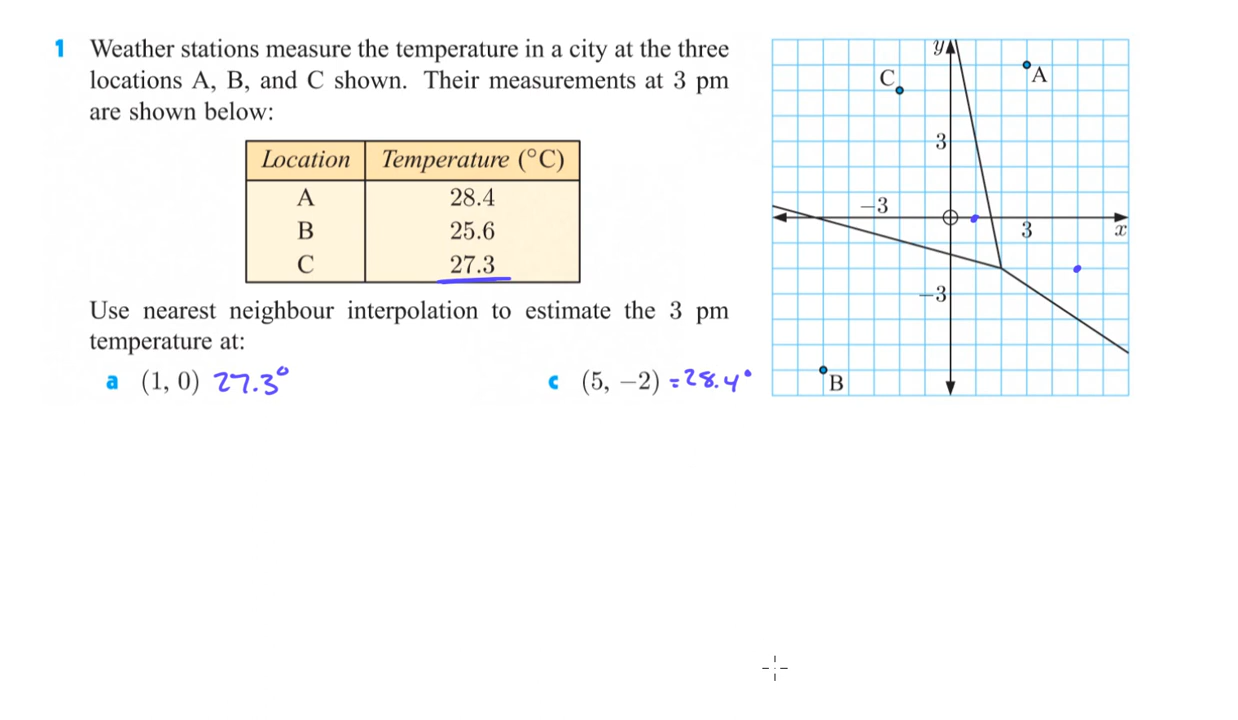 1 Weather stations measure the temperature in a city at the three
locations A, B, and C shown. Their measurements at 3 pm
are shown below:
Location Temperature (°C)
A 28.4
B 25.6
C 27.3
Use nearest neighbour interpolation to estimate the 3 pm
temperature at:
a (1, 0) 27.3° c (5, −2) = 28.4°
y
C A
3
−3
3 x
−3
B